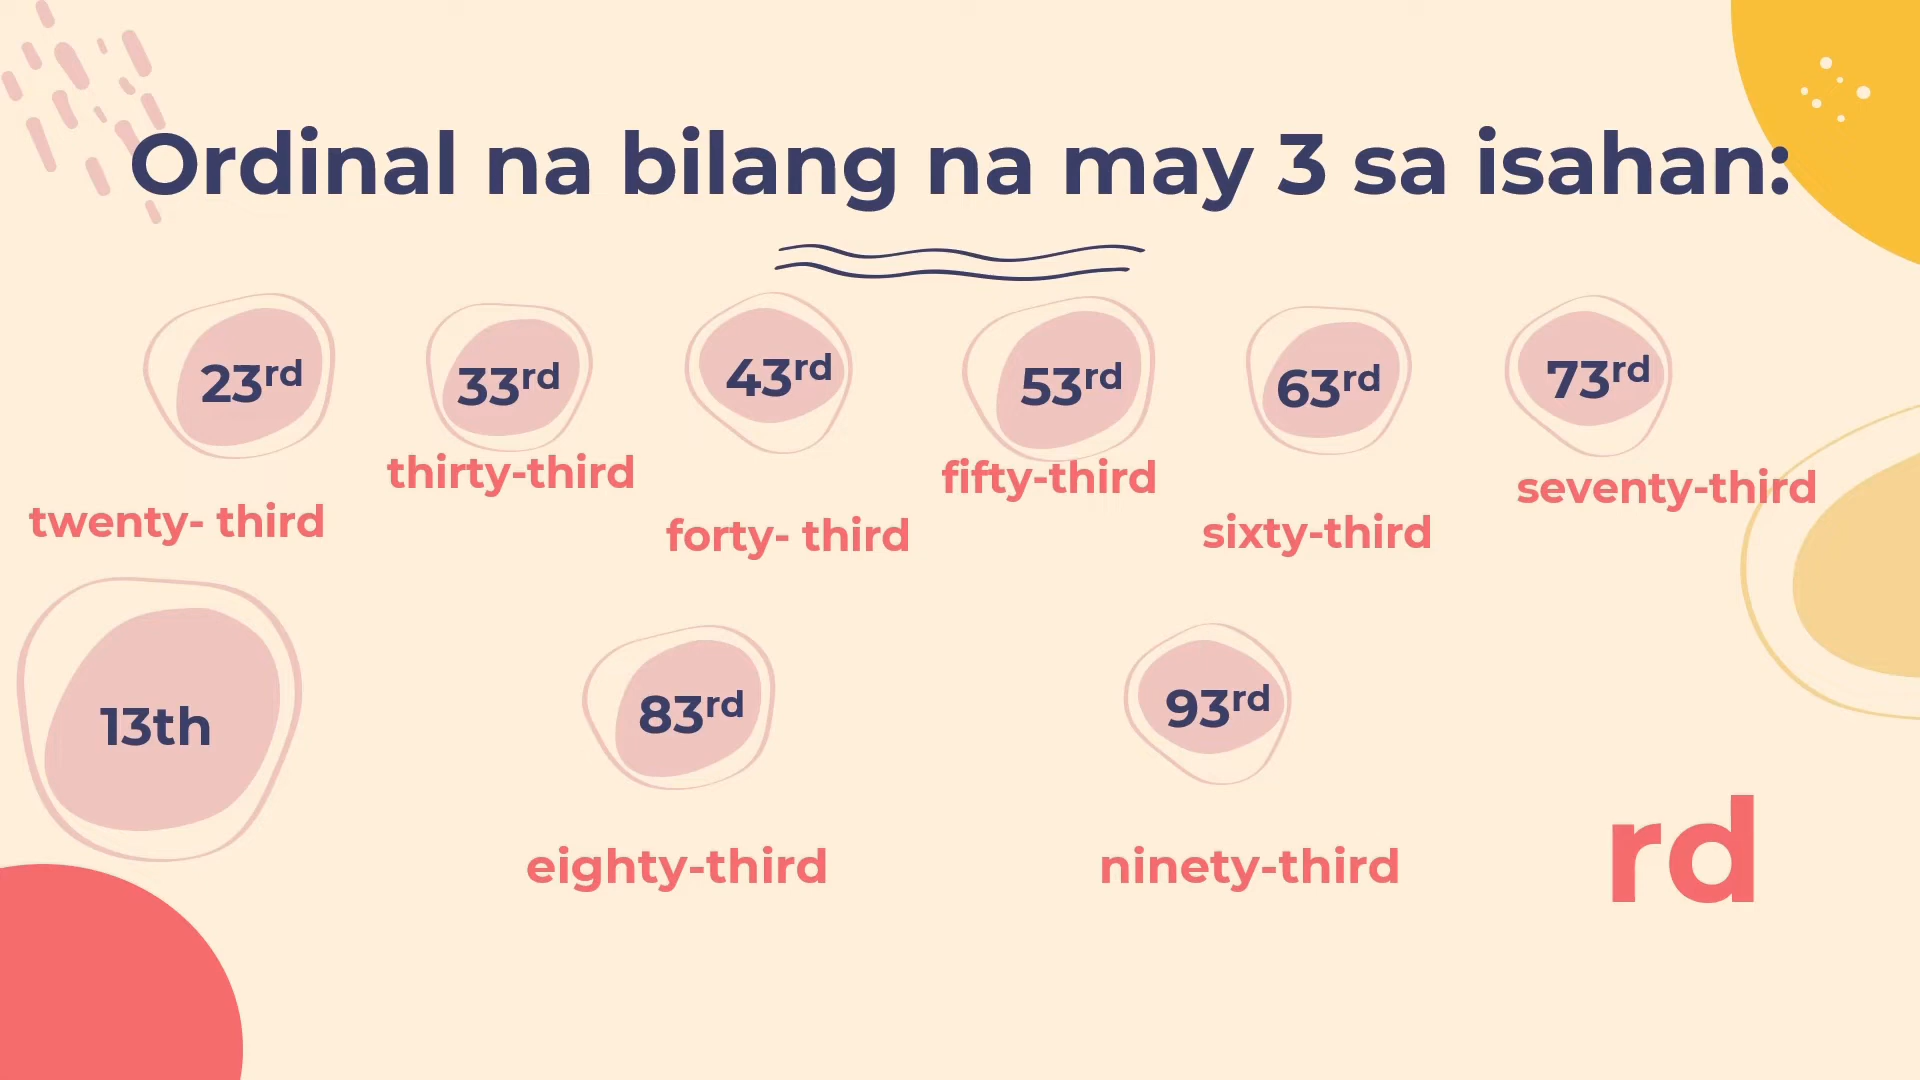 Ordinal na bilang na may 3 sa isahan:
23rd
33rd
43rd
53rd
63rd
73rd
twenty- third
thirty-third
forty- third
fifty-third
sixty-third
seventy-third
13th
83rd
93rd
eighty-third
ninety-third
rd